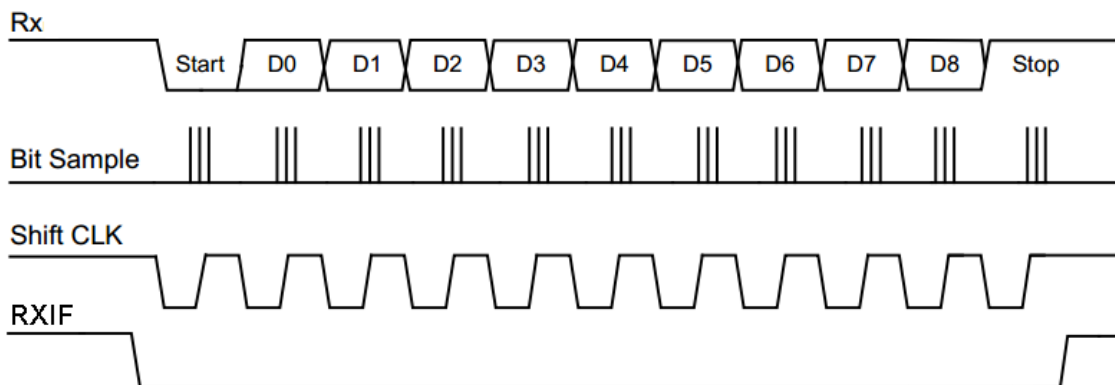 Rx
Start D0 D1 D2 D3 D4 D5 D6 D7 D8 Stop
Bit Sample
Shift CLK
RXIF